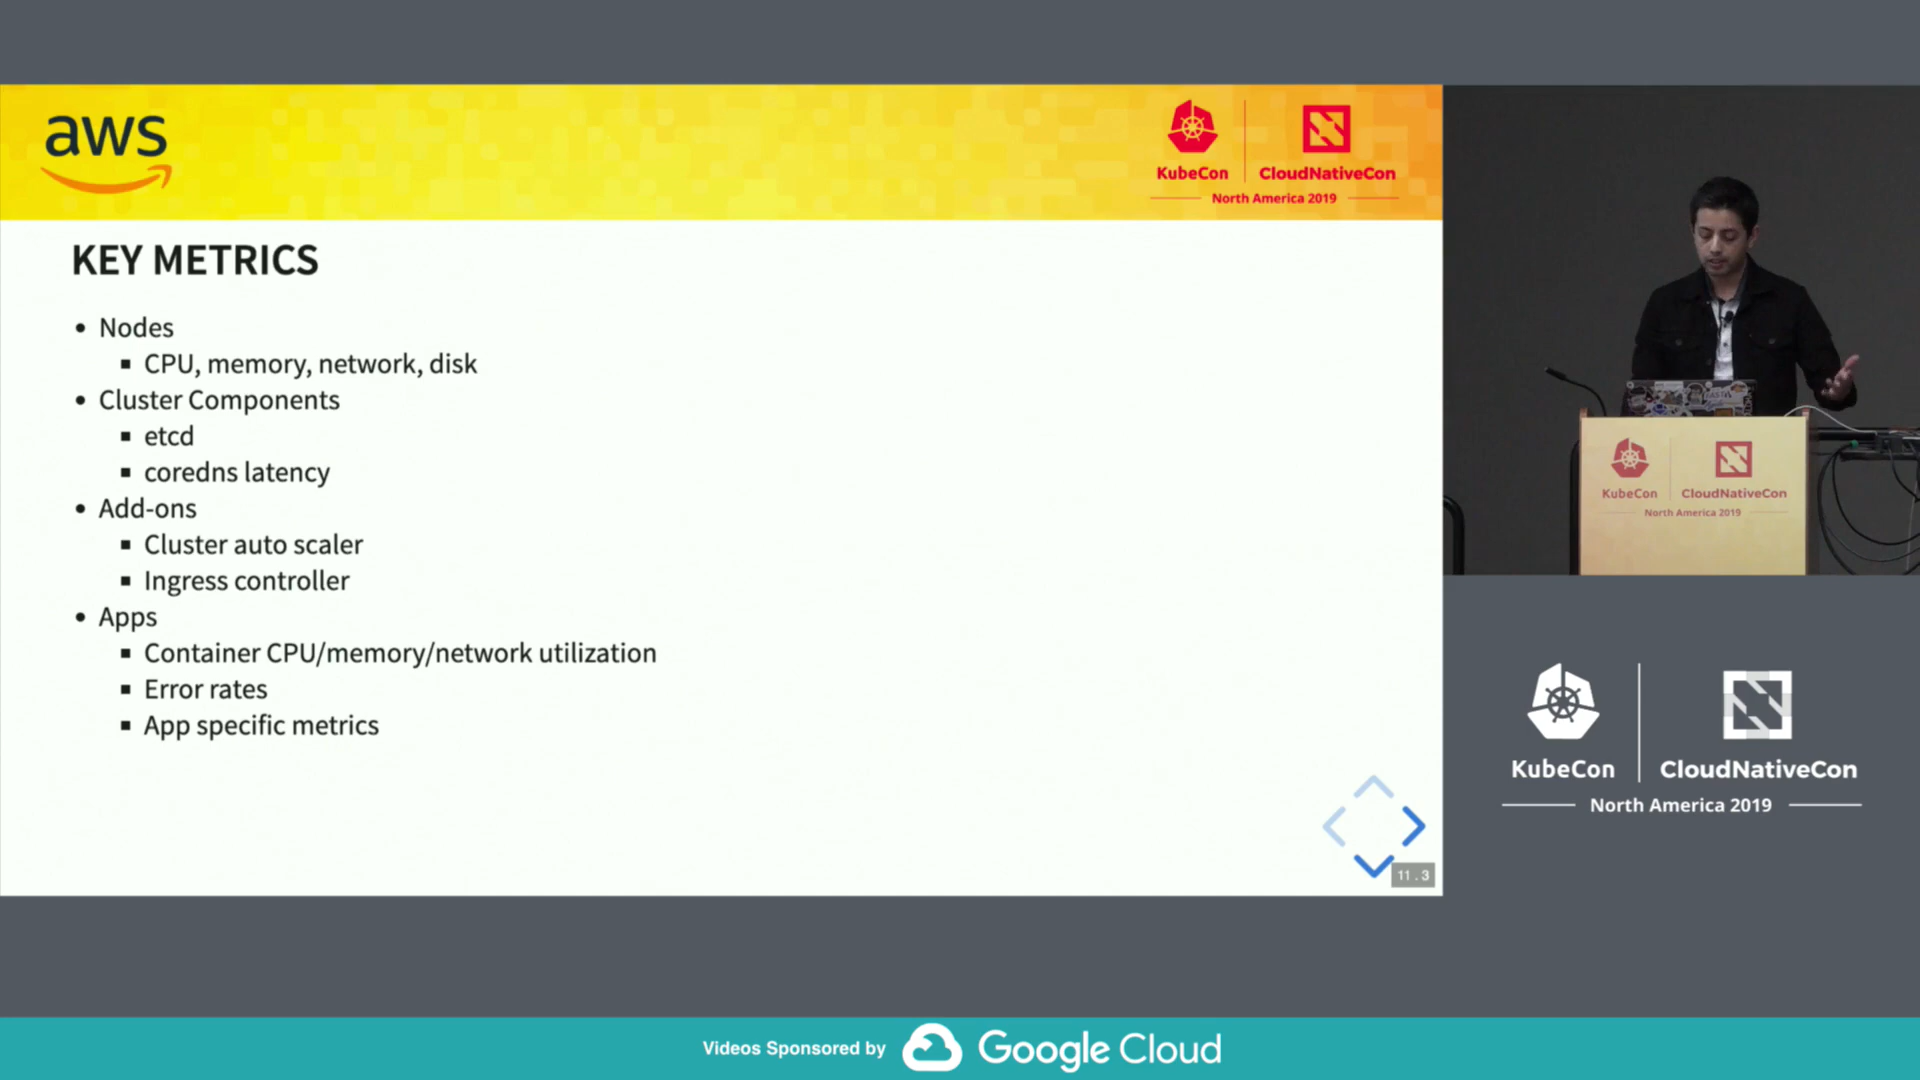 aws
KubeCon
CloudNativeCon
North America 2019
KEY METRICS
• Nodes
▪ CPU, memory, network, disk
• Cluster Components
▪ etcd
▪ coredns latency
• Add-ons
▪ Cluster auto scaler
▪ Ingress controller
• Apps
▪ Container CPU/memory/network utilization
▪ Error rates
▪ App specific metrics
11.3
KubeCon
CloudNativeCon
North America 2019
KubeCon
CloudNativeCon
North America 2019
Videos Sponsored by Google Cloud